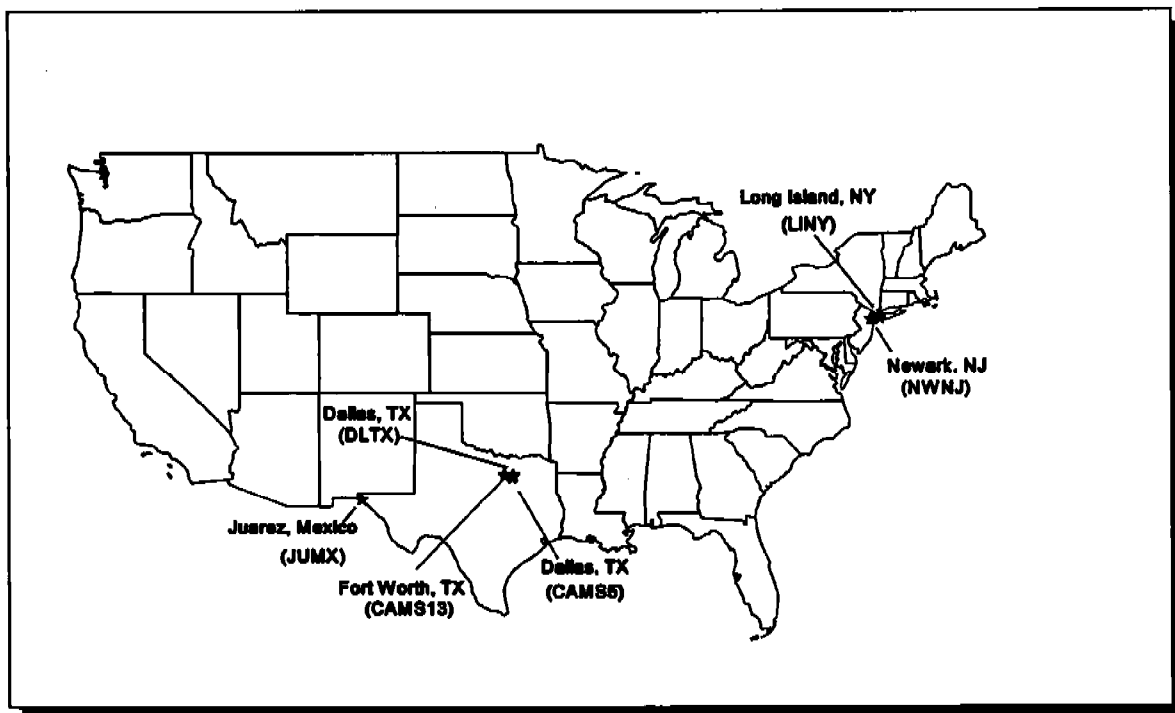 Long Island, NY
(LINY)
Newark, NJ
(NWNJ)
Dallas, TX
(DLTX)
Juarez, Mexico
(JUMX)
Fort Worth, TX
(CAMS13)
Dallas, TX
(CAMS5)